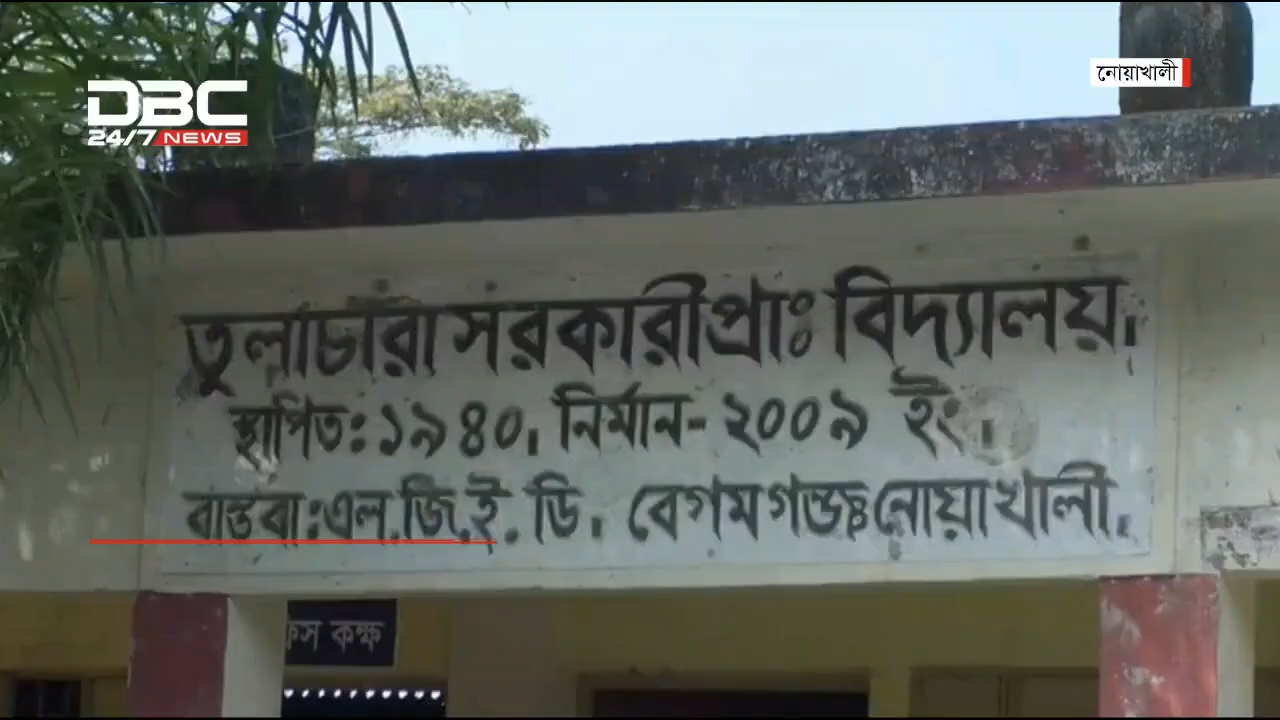 DBC
24/7 NEWS
নোয়াখালী
তুলাচারা সরকারী প্রাঃ বিদ্যালয়।
স্থাপিত: ১৯৪০, নির্মান - ২০০৯ ইং।
বাস্তবা: এল.জি.ই.ডি. বেগমগঞ্জঃ নোয়াখালী.
কক্ষ